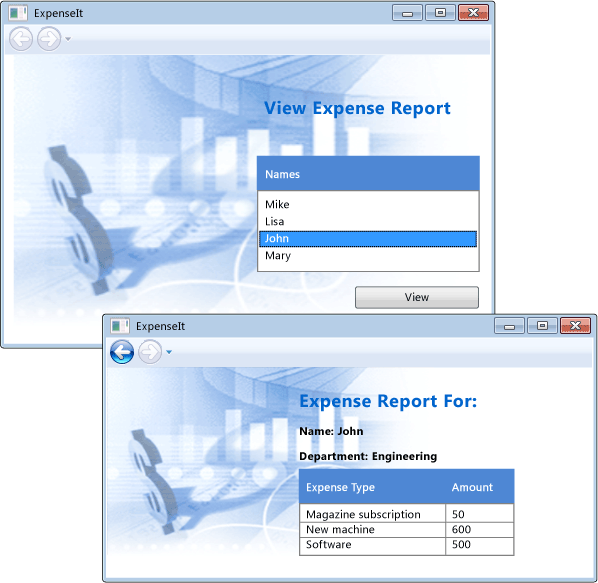 ExpenseIt
View Expense Report
Names
Mike
Lisa
John
Mary
View
ExpenseIt
Expense Report For:
Name: John
Department: Engineering
Expense Type Amount
Magazine subscription 50
New machine 600
Software 500